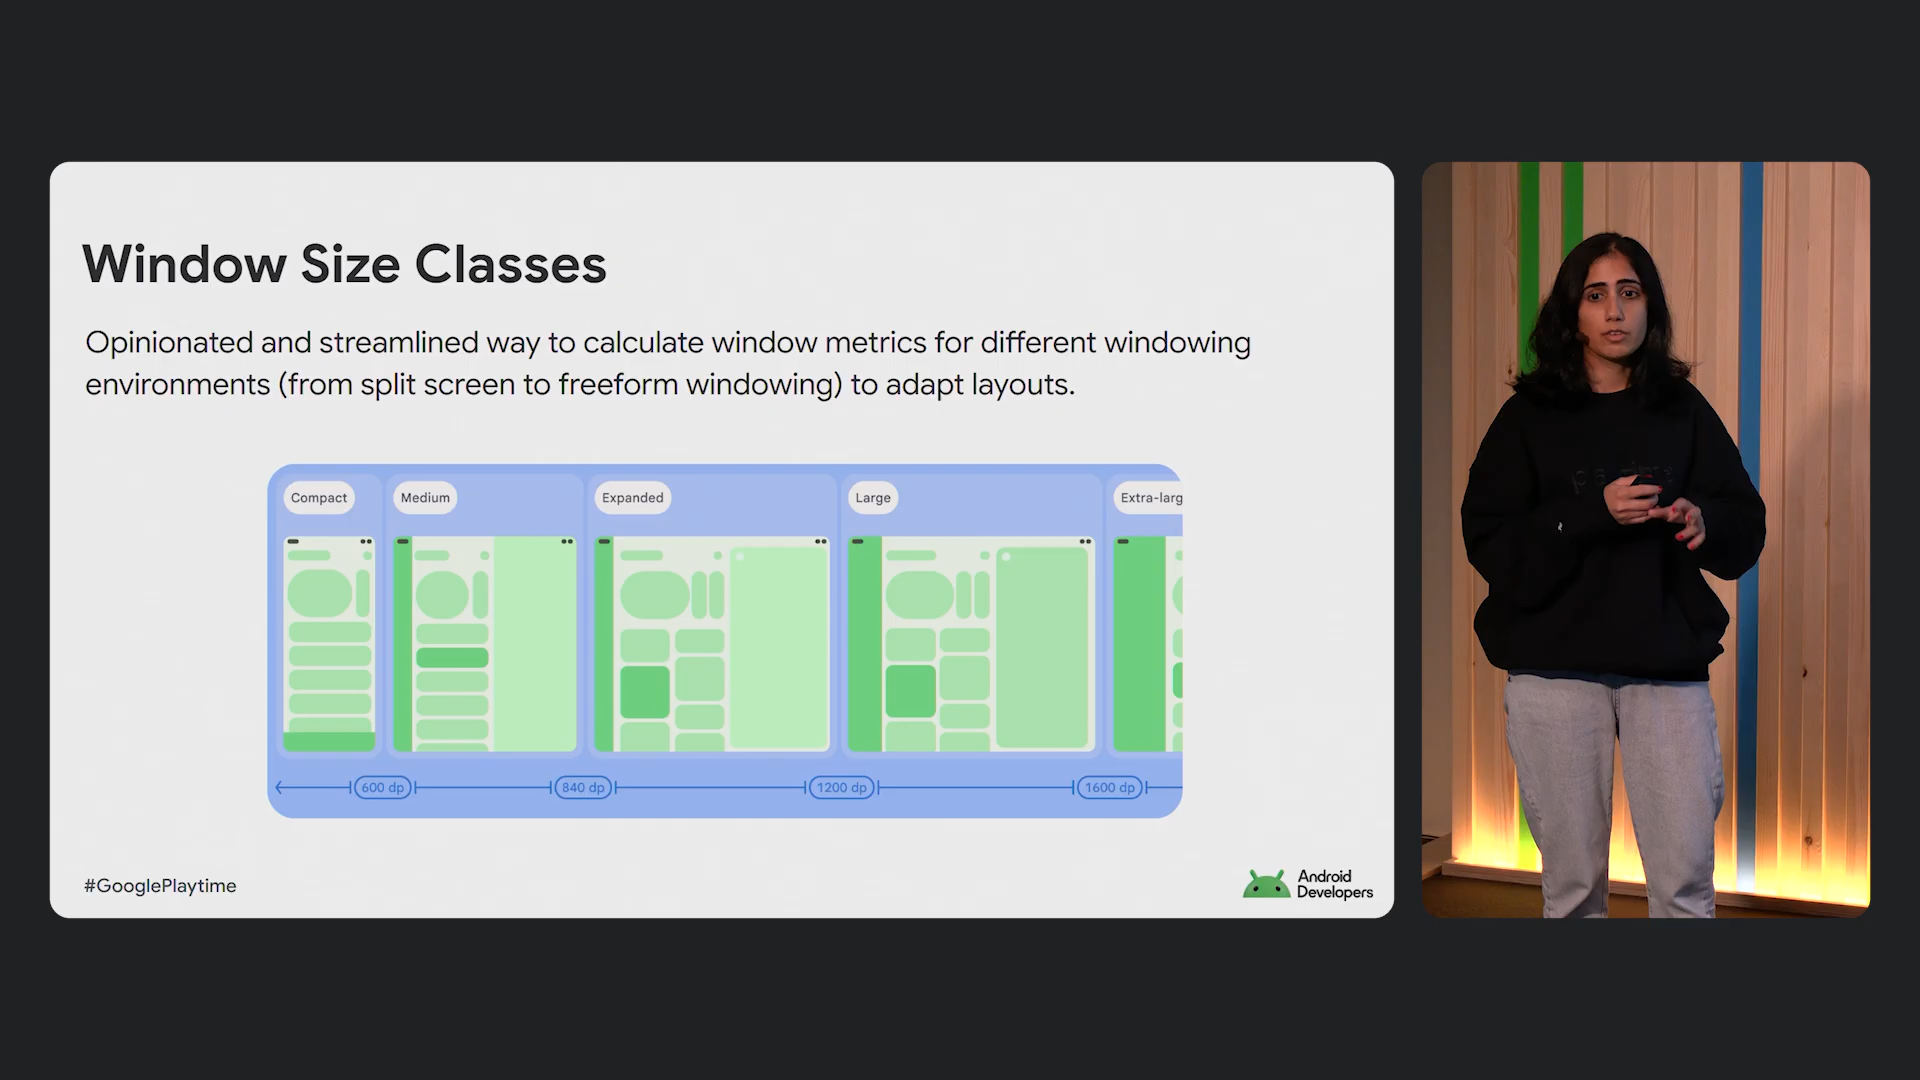 Window Size Classes
Opinionated and streamlined way to calculate window metrics for different windowing
environments (from split screen to freeform windowing) to adapt layouts.
Compact
Medium
Expanded
Large
Extra-larg
600 dp
840 dp
1200 dp
1600 dp
#GooglePlaytime
Android
Developers